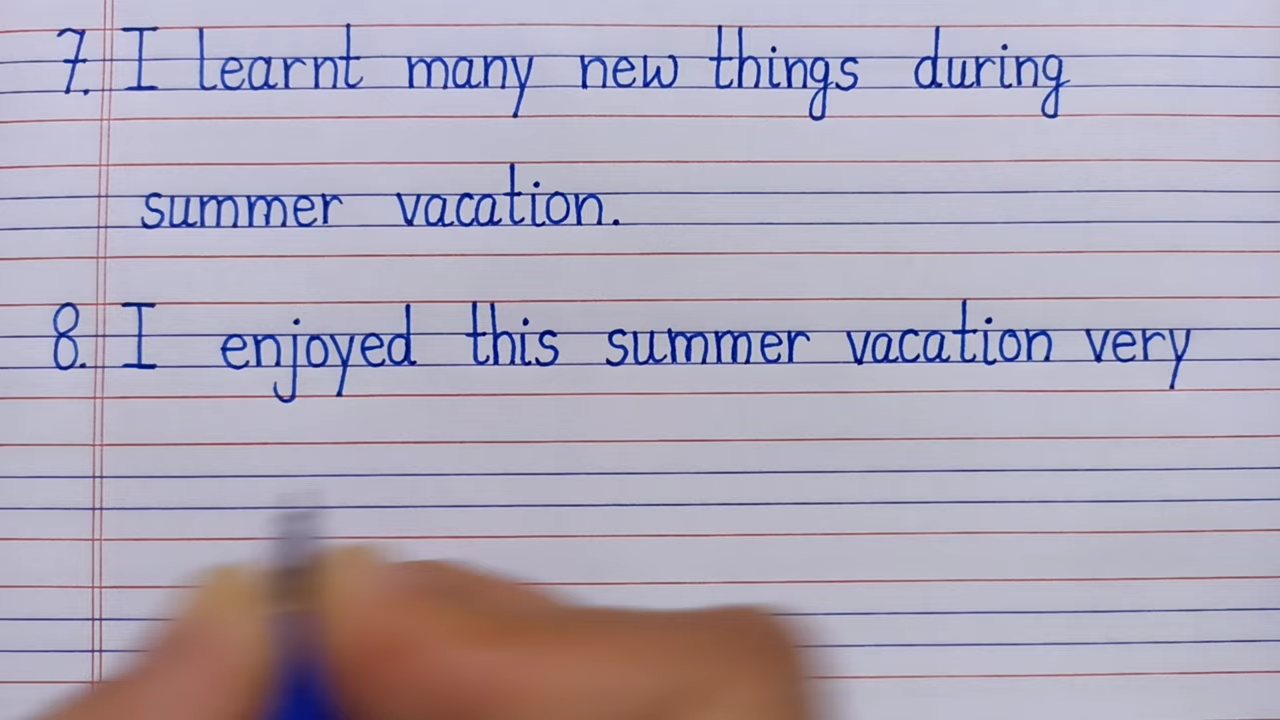 7. I learnt many new things during
summer vacation.
8. I enjoyed this summer vacation very